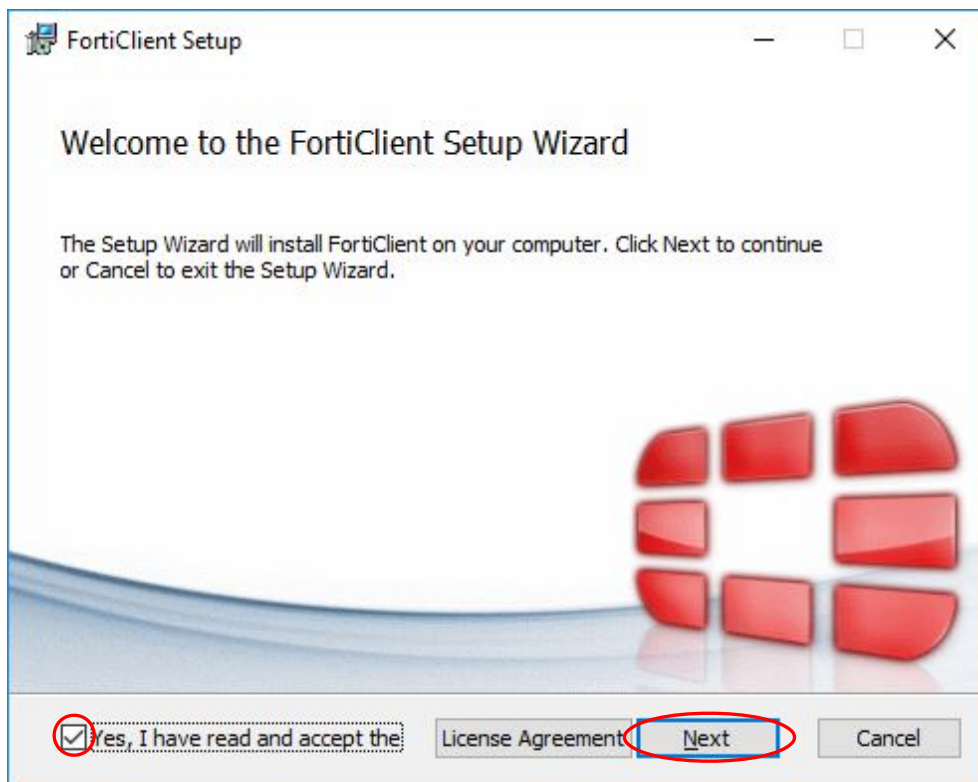 FortiClient Setup
Welcome to the FortiClient Setup Wizard
The Setup Wizard will install FortiClient on your computer. Click Next to continue
or Cancel to exit the Setup Wizard.
Yes, I have read and accept the License Agreement Next Cancel